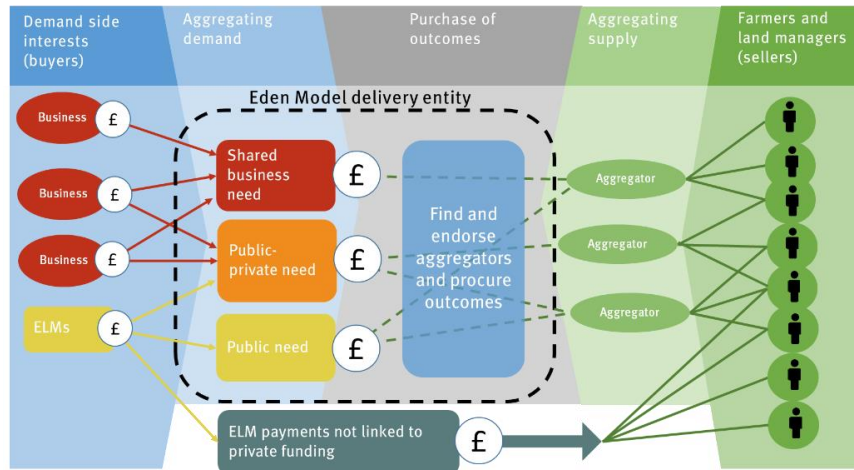 Demand side
interests
(buyers)
Aggregating
demand
Purchase of
outcomes
Aggregating
supply
Farmers and
land managers
(sellers)
Eden Model delivery entity
Business
£
Business
£
Business
£
ELMs
£
Shared
business
need
£
Public-
private need
£
Public need
£
Find and
endorse
aggregators
and procure
outcomes
Aggregator
Aggregator
Aggregator
ELM payments not linked to
private funding
£